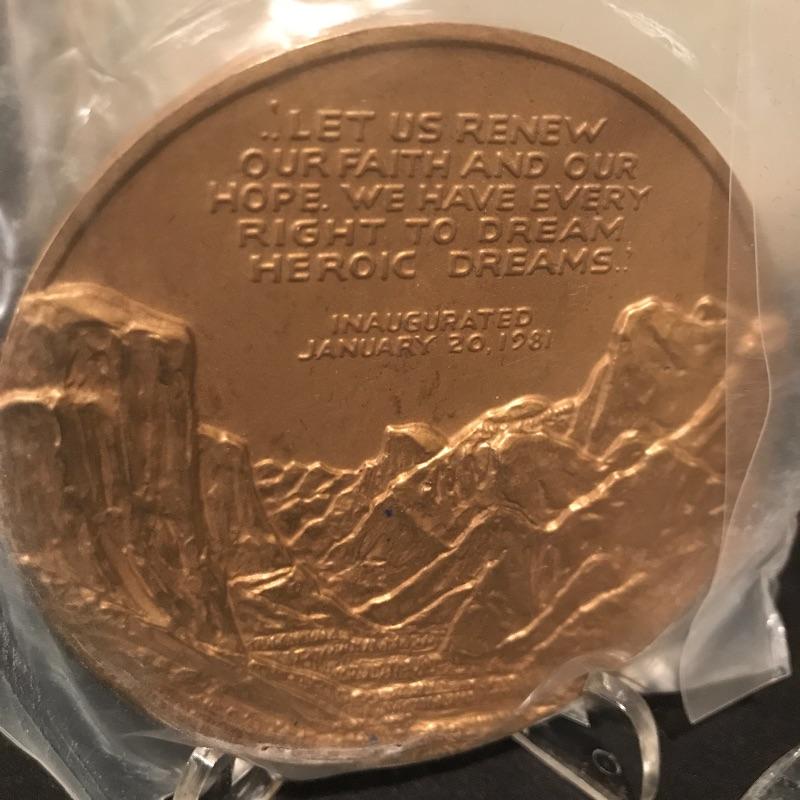 ..LET US RENEW
OUR FAITH AND OUR
HOPE. WE HAVE EVERY
RIGHT TO DREAM
HEROIC DREAMS..
INAUGURATED
JANUARY 20, 1981